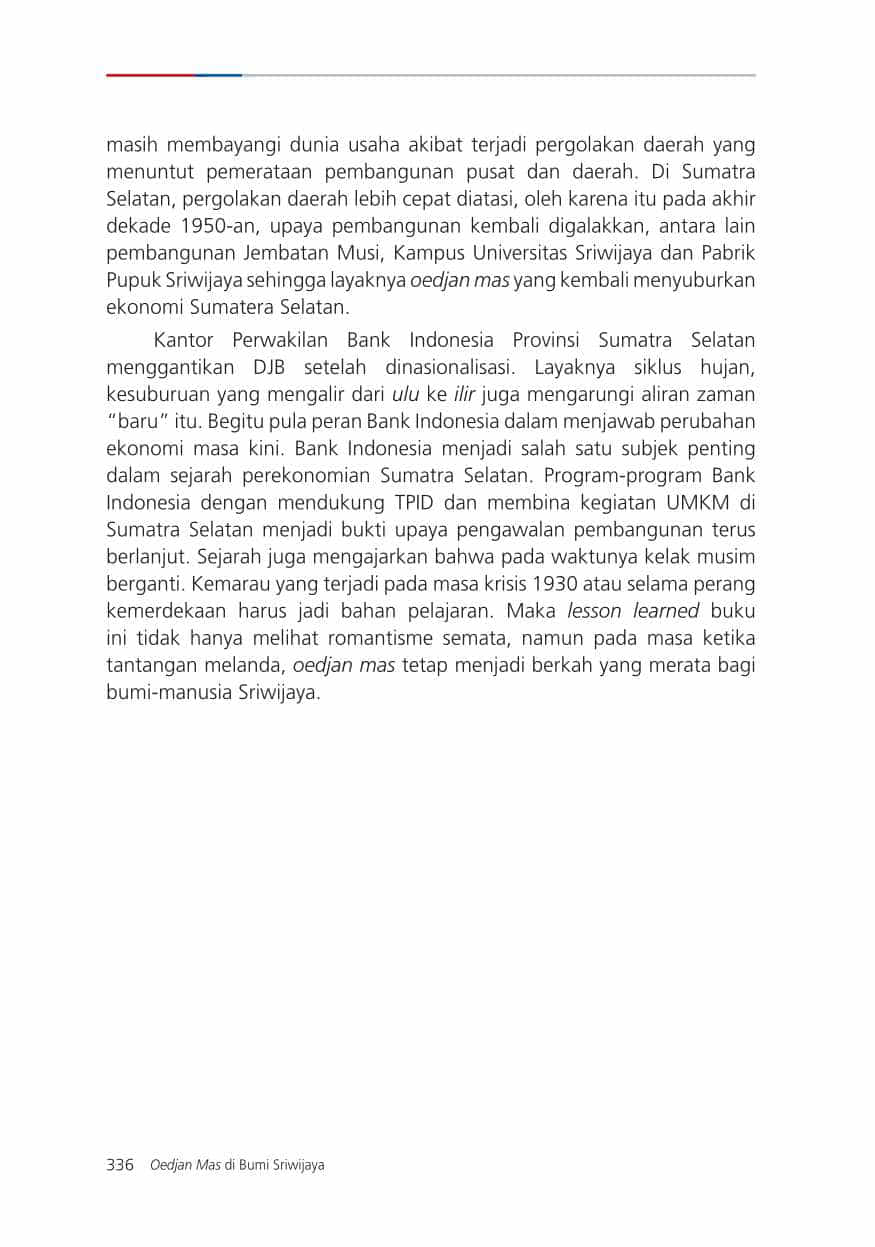 masih membayangi dunia usaha akibat terjadi pergolakan daerah yang
menuntut pemerataan pembangunan pusat dan daerah. Di Sumatra
Selatan, pergolakan daerah lebih cepat diatasi, oleh karena itu pada akhir
dekade 1950-an, upaya pembangunan kembali digalakkan, antara lain
pembangunan Jembatan Musi, Kampus Universitas Sriwijaya dan Pabrik
Pupuk Sriwijaya sehingga layaknya oedjan mas yang kembali menyuburkan
ekonomi Sumatera Selatan.
Kantor Perwakilan Bank Indonesia Provinsi Sumatra Selatan
menggantikan DJB setelah dinasionalisasi. Layaknya siklus hujan,
kesuburuan yang mengalir dari ulu ke ilir juga mengarungi aliran zaman
“baru” itu. Begitu pula peran Bank Indonesia dalam menjawab perubahan
ekonomi masa kini. Bank Indonesia menjadi salah satu subjek penting
dalam sejarah perekonomian Sumatra Selatan. Program-program Bank
Indonesia dengan mendukung TPID dan membina kegiatan UMKM di
Sumatra Selatan menjadi bukti upaya pengawalan pembangunan terus
berlanjut. Sejarah juga mengajarkan bahwa pada waktunya kelak musim
berganti. Kemarau yang terjadi pada masa krisis 1930 atau selama perang
kemerdekaan harus jadi bahan pelajaran. Maka lesson learned buku
ini tidak hanya melihat romantisme semata, namun pada masa ketika
tantangan melanda, oedjan mas tetap menjadi berkah yang merata bagi
bumi-manusia Sriwijaya.
336 Oedjan Mas di Bumi Sriwijaya